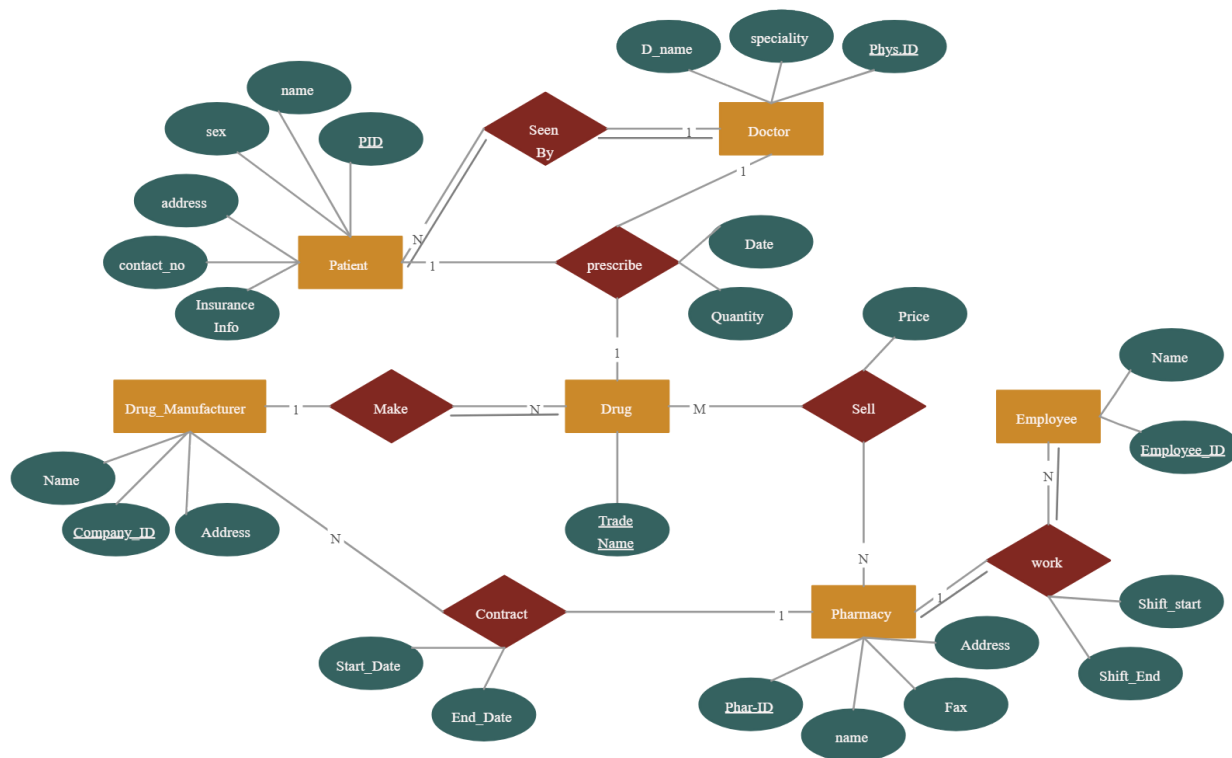 speciality
D_name
Phys.ID
name
sex
PID
Seen
By
1
Doctor
1
address
N
Date
contact_no
Patient
1
prescribe
Insurance
Info
Quantity
Price
1
Name
Drug_Manufacturer
1
Make
N
Drug
M
Sell
Employee
Employee_ID
Name
N
Company_ID
Address
Trade
Name
N
N
work
1
Contract
1
Pharmacy
Shift_start
Start_Date
Address
Shift_End
End_Date
Phar-ID
Fax
name